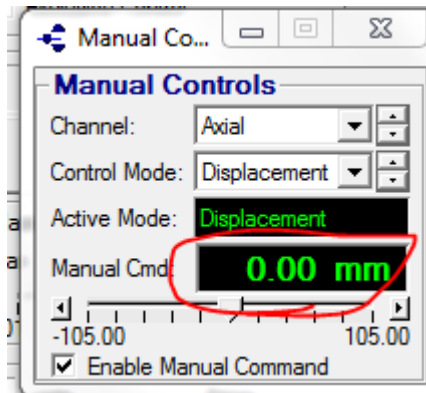 Manual Co...
Manual Controls
Channel: Axial
Control Mode: Displacement
Active Mode: Displacement
Manual Cmd: 0.00 mm
-105.00 105.00
Enable Manual Command